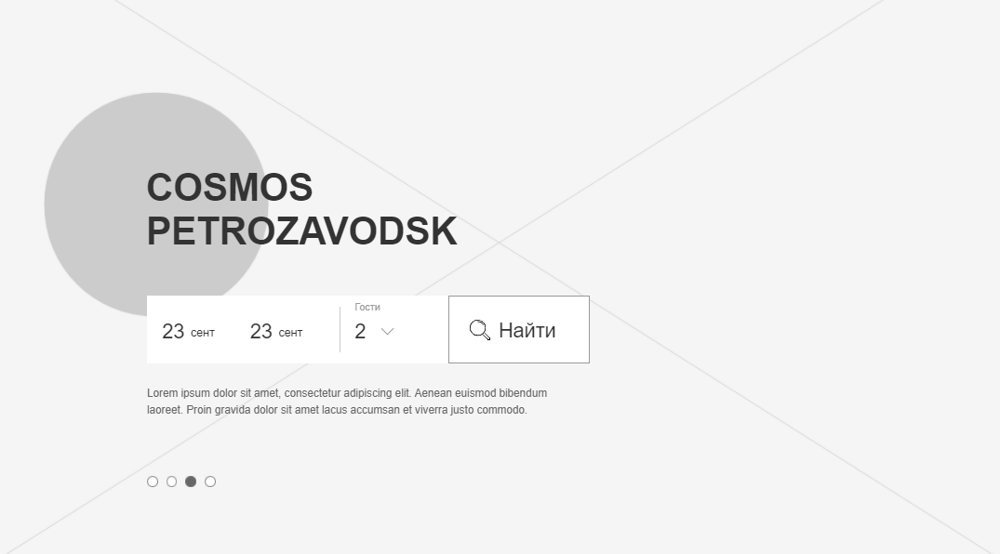 COSMOS
PETROZAVODSK
Гости
23 сент 23 сент 2 Найти
Lorem ipsum dolor sit amet, consectetur adipiscing elit. Aenean euismod bibendum
laoreet. Proin gravida dolor sit amet lacus accumsan et viverra justo commodo.